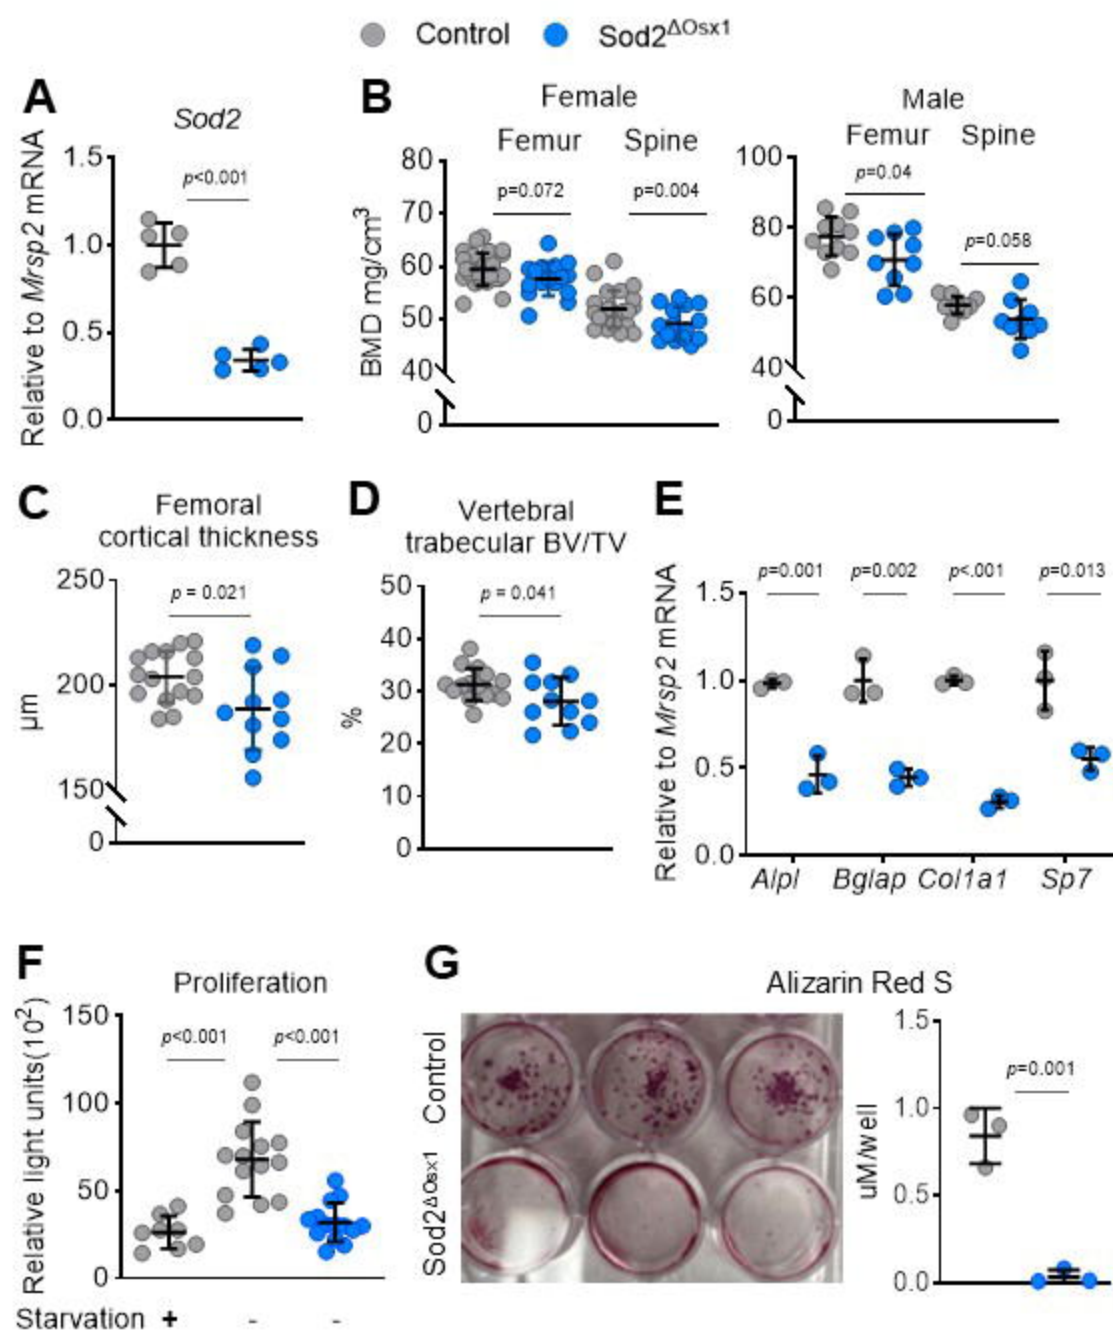 Control Sod2ΔOsx1
A
Sod2
Relative to Mrsp2 mRNA
1.5
1.0
0.5
0.0
p<0.001
B
Female
Femur Spine
BMD mg/cm3
80
70
60
50
40
0
p=0.072 p=0.004
Male
Femur Spine
100
80
60
40
0
p=0.04
p=0.058
C
Femoral
cortical thickness
µm
250
200
150
0
p = 0.021
D
Vertebral
trabecular BV/TV
%
50
40
30
20
10
0
p = 0.041
E
Relative to Mrsp2 mRNA
1.5
1.0
0.5
0.0
p=0.001 p=0.002 p<.001 p=0.013
Alpl Bglap Col1a1 Sp7
F
Proliferation
Relative light units(102)
150
100
50
0
p<0.001 p<0.001
Starvation + - -
G
Alizarin Red S
Control
Sod2ΔOsx1
uM/well
1.5
1.0
0.5
0.0
p=0.001